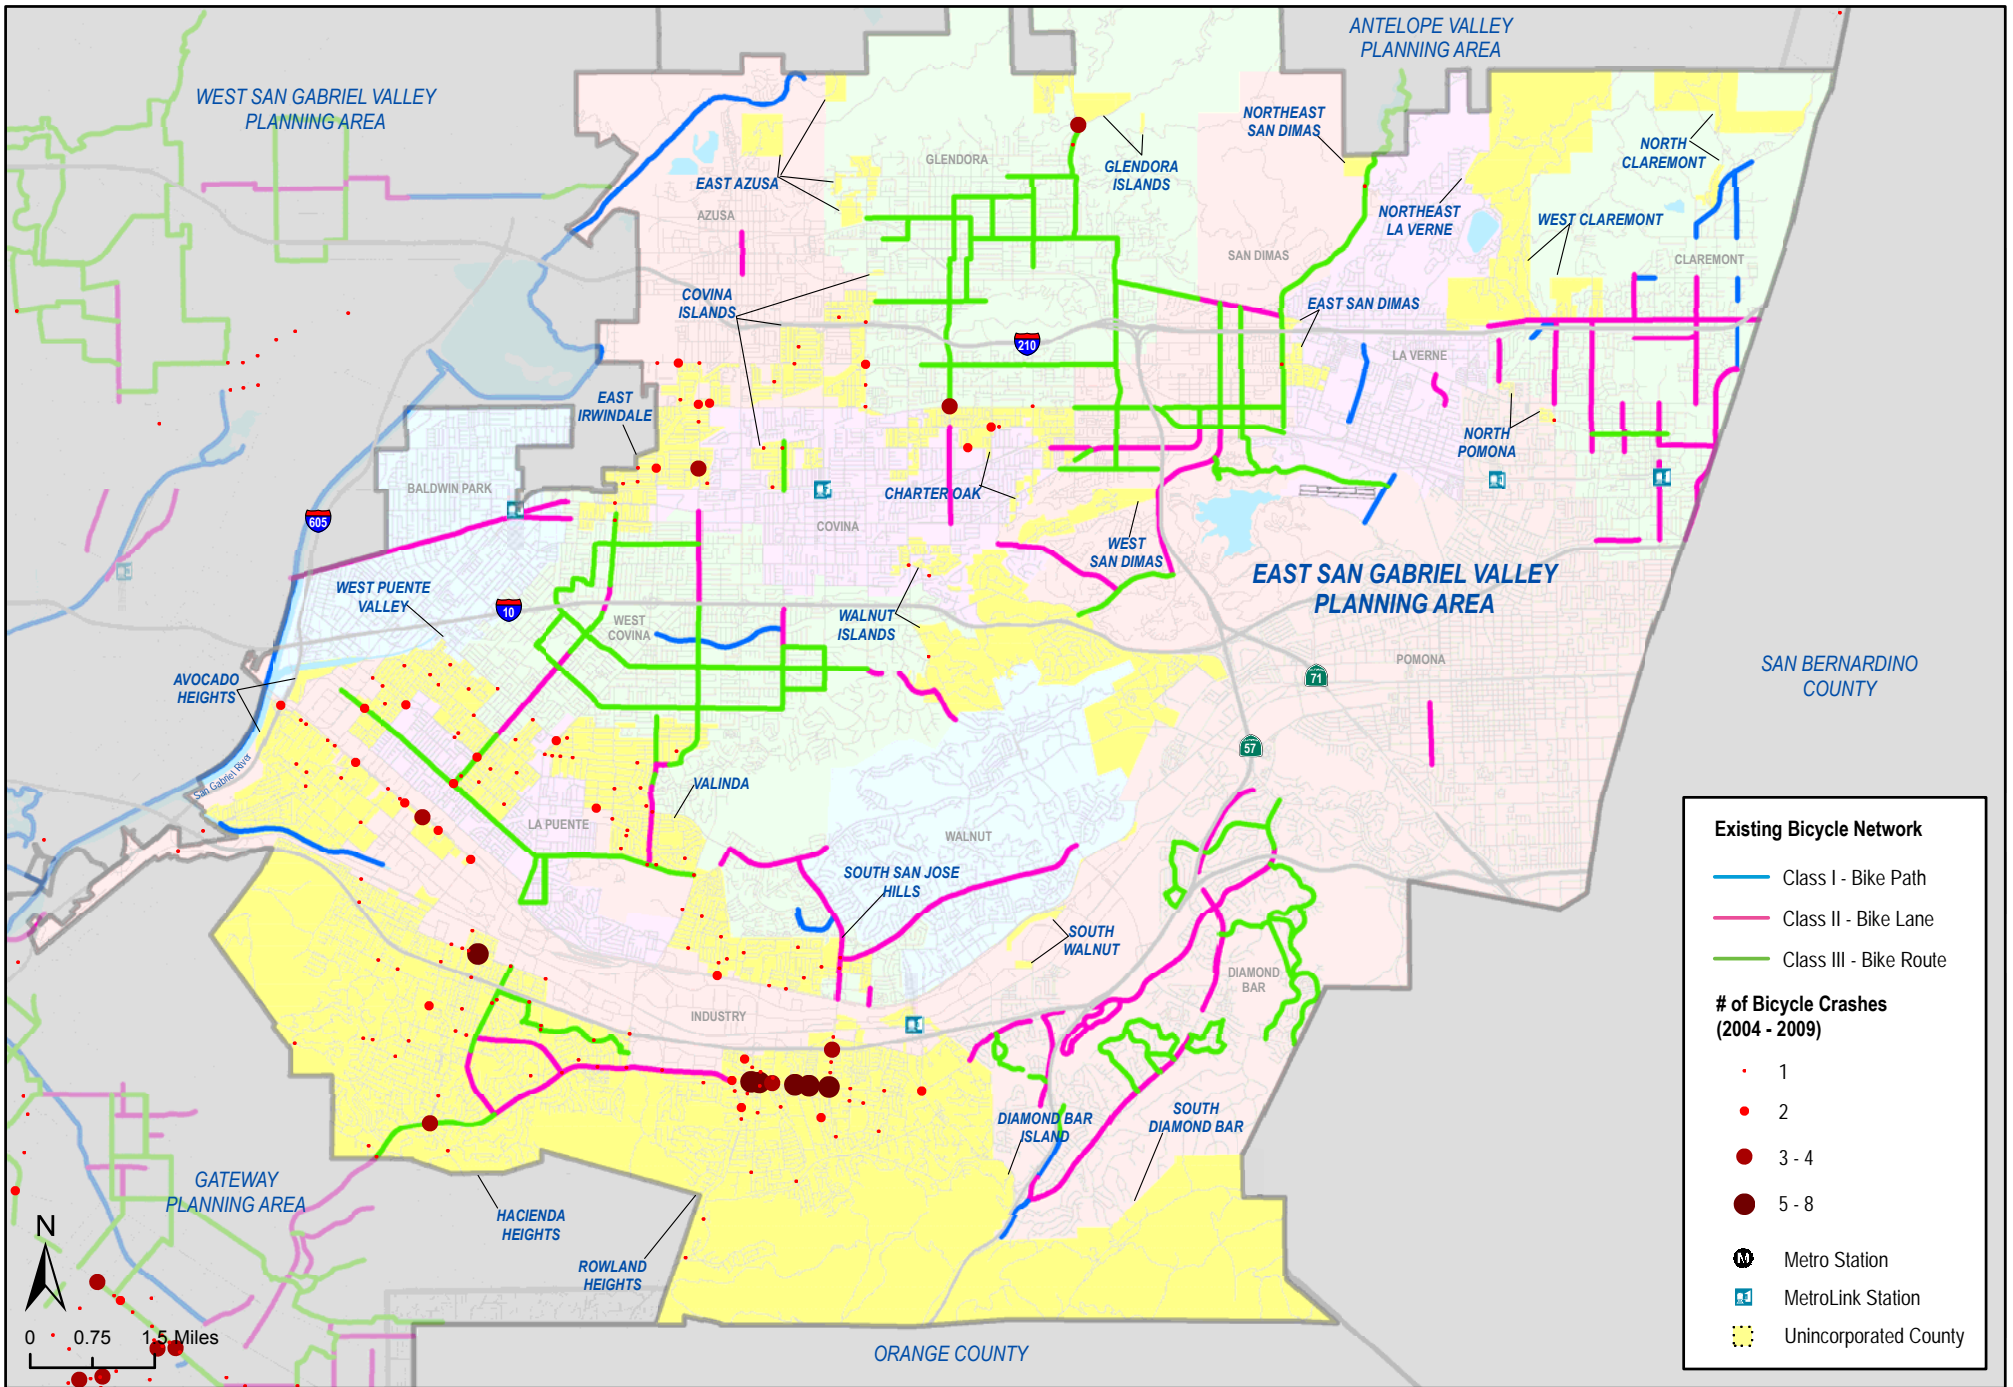 ANTELOPE VALLEY
PLANNING AREA
WEST SAN GABRIEL VALLEY
PLANNING AREA
NORTHEAST
SAN DIMAS
NORTH
CLAREMONT
GLENDORA
GLENDORA
ISLANDS
EAST AZUSA
AZUSA
NORTHEAST
LA VERNE
WEST CLAREMONT
SAN DIMAS
CLAREMONT
COVINA
ISLANDS
EAST SAN DIMAS
210
LA VERNE
EAST
IRWINDALE
NORTH
POMONA
BALDWIN PARK
CHARTER OAK
605
COVINA
WEST
SAN DIMAS
EAST SAN GABRIEL VALLEY
PLANNING AREA
WEST PUENTE
VALLEY
10
WEST
COVINA
WALNUT
ISLANDS
POMONA
SAN BERNARDINO
COUNTY
71
AVOCADO
HEIGHTS
57
San Gabriel River
VALINDA
LA PUENTE
WALNUT
SOUTH SAN JOSE
HILLS
SOUTH
WALNUT
DIAMOND
BAR
INDUSTRY
DIAMOND BAR
ISLAND
SOUTH
DIAMOND BAR
GATEWAY
PLANNING AREA
HACIENDA
HEIGHTS
ROWLAND
HEIGHTS
ORANGE COUNTY
N
0 0.75 1.5 Miles
Existing Bicycle Network
Class I - Bike Path
Class II - Bike Lane
Class III - Bike Route
# of Bicycle Crashes
(2004 - 2009)
1
2
3 - 4
5 - 8
M Metro Station
MetroLink Station
Unincorporated County